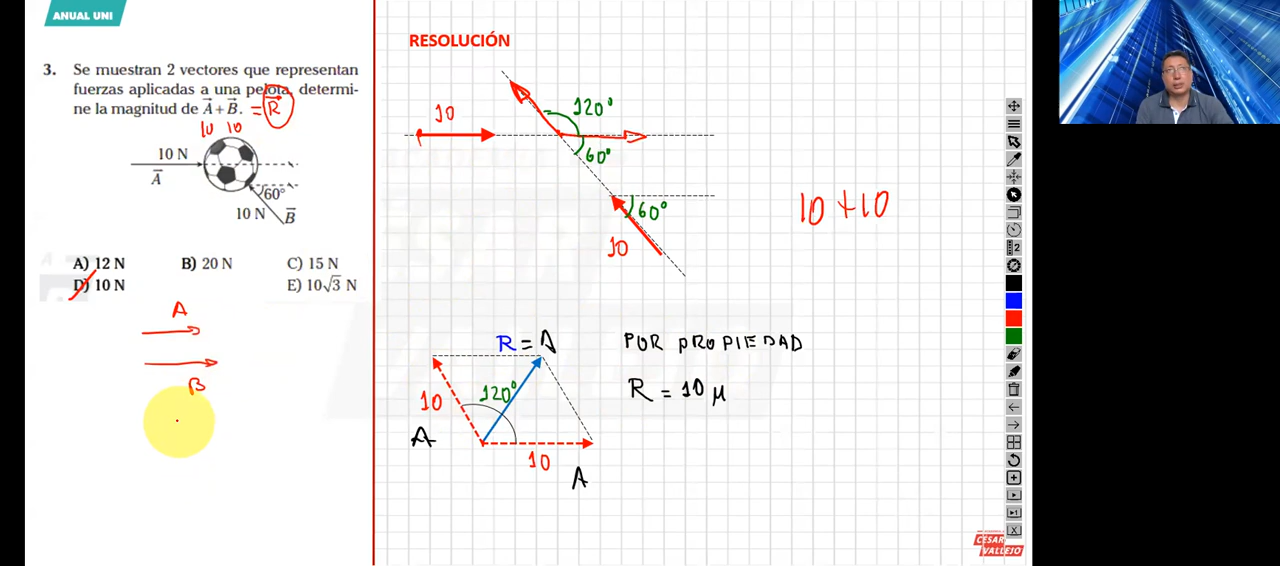 ANUAL UNI
3. Se muestran 2 vectores que representan
fuerzas aplicadas a una pelota, determi-
ne la magnitud de A + B. = R
10 10
10 N
A
60°
10 N B
A) 12 N B) 20 N C) 15 N
D) 10 N E) 10√3 N
A
B
RESOLUCIÓN
10
120°
60°
60°
10
10 + 10
R = A
120°
10
A
10
A
POR PROPIEDAD
R = 10 μ
2
CESAR
VALLEJO